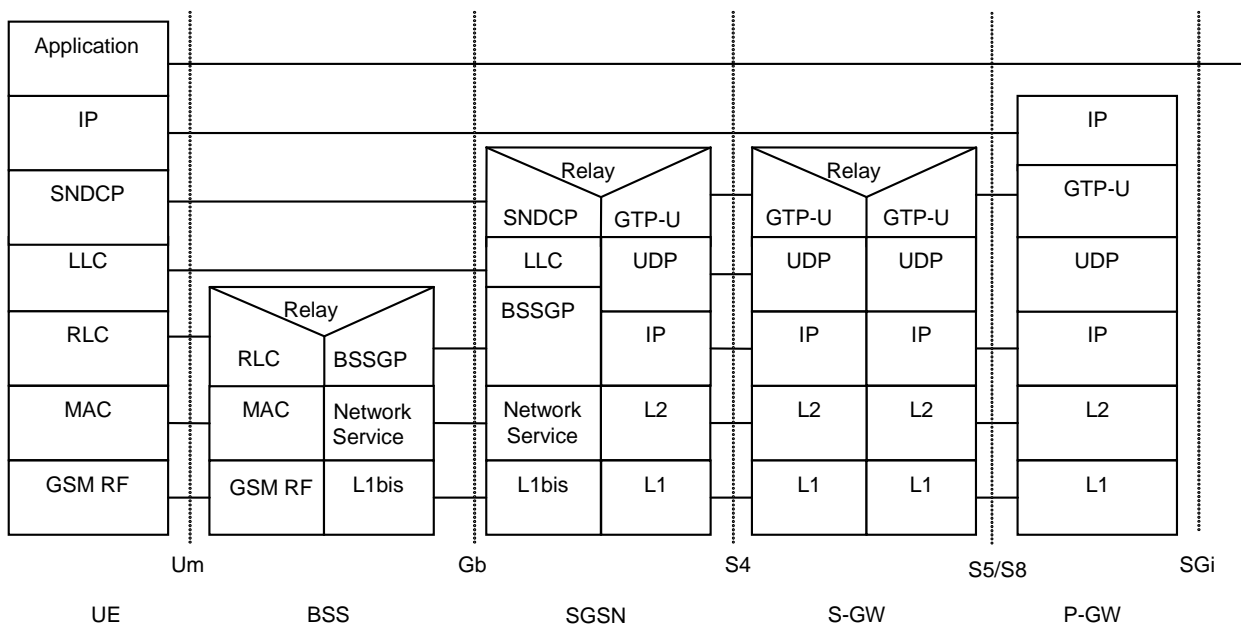 Application
IP
SNDCP
LLC
RLC
MAC
GSM RF
Relay
RLC
BSSGP
MAC
Network
Service
GSM RF
L1bis
Relay
SNDCP
GTP-U
LLC
UDP
BSSGP
IP
Network
Service
L2
L1bis
L1
Relay
GTP-U
GTP-U
UDP
UDP
IP
IP
L2
L2
L1
L1
IP
GTP-U
UDP
IP
L2
L1
Um
Gb
S4
S5/S8
SGi
UE
BSS
SGSN
S-GW
P-GW